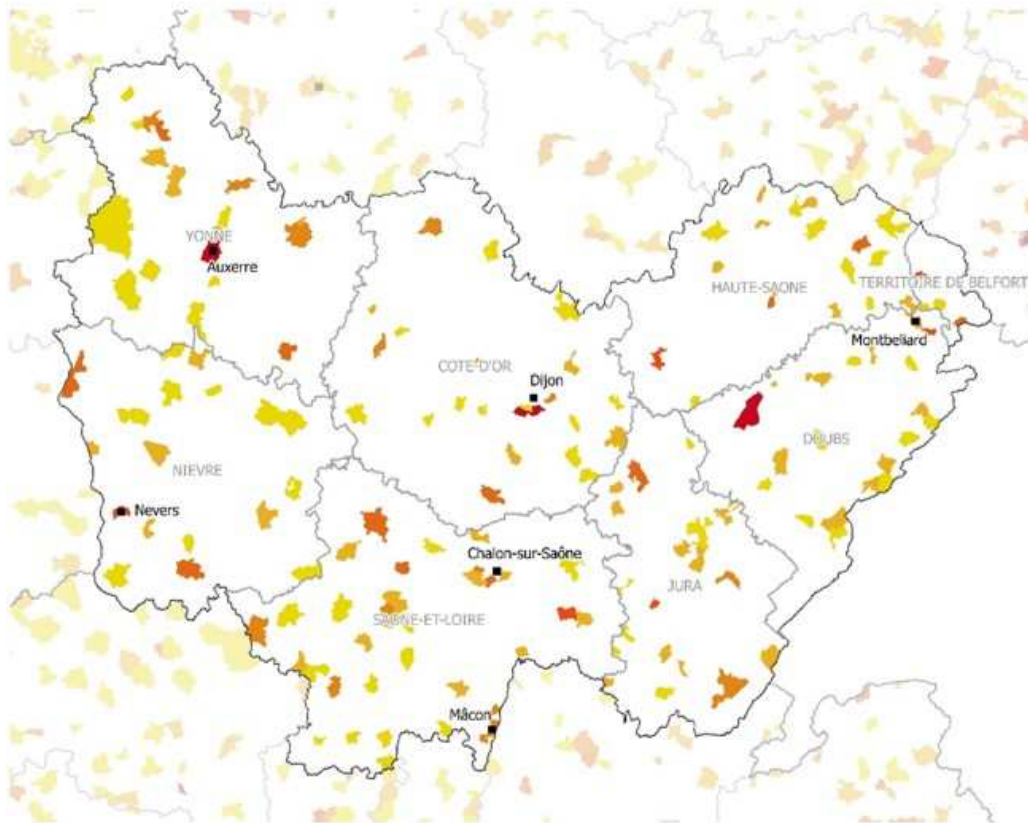 YONNE
Auxerre
HAUTE-SAONE
TERRITOIRE DE BELFORT
Montbeliard
COTE-D'OR
Dijon
DOUBS
NIEVRE
Nevers
Chalon-sur-Saône
JURA
SAONE-ET-LOIRE
Mâcon